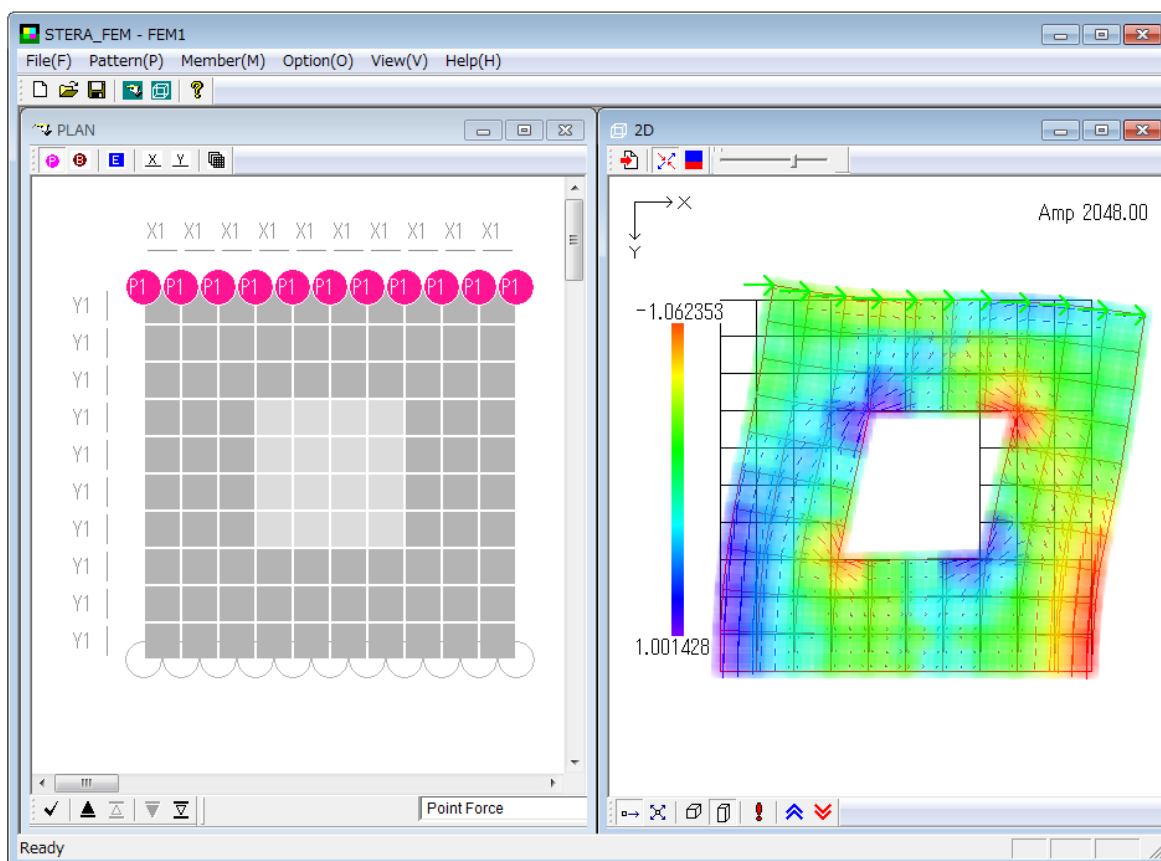 STERA_FEM - FEM1
File(F) Pattern(P) Member(M) Option(O) View(V) Help(H)
PLAN
P B E X Y
X1 X1 X1 X1 X1 X1 X1 X1 X1 X1
P1 P1 P1 P1 P1 P1 P1 P1 P1 P1 P1
Y1
Y1
Y1
Y1
Y1
Y1
Y1
Y1
Y1
Y1
Point Force
2D
X
Y
Amp 2048.00
-1.062353
1.001428
Ready